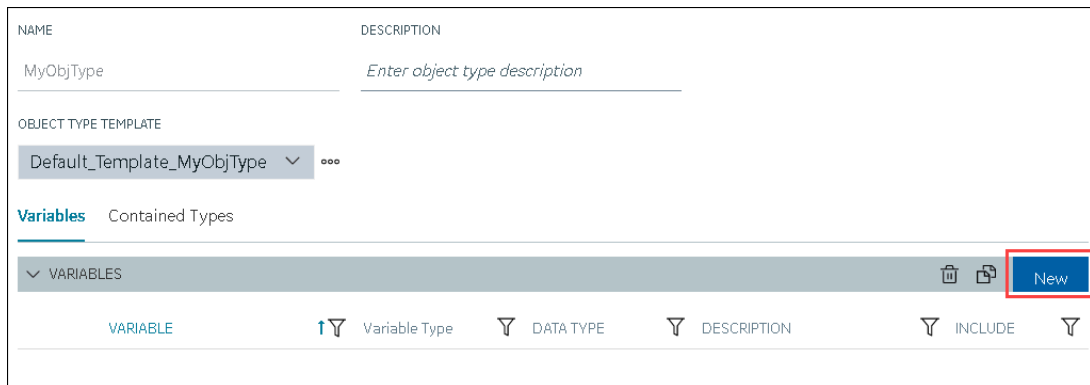 NAME DESCRIPTION
MyObjType Enter object type description
OBJECT TYPE TEMPLATE
Default_Template_MyObjType
Variables Contained Types
VARIABLES New
VARIABLE Variable Type DATA TYPE DESCRIPTION INCLUDE